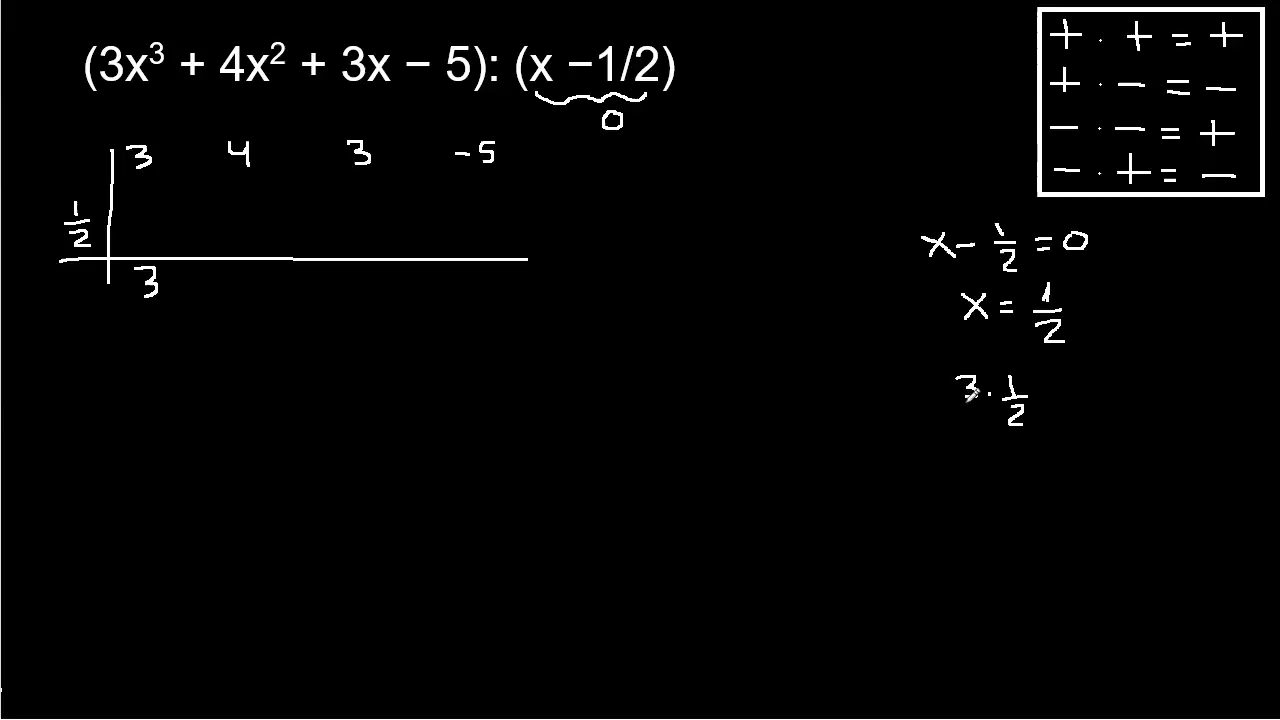 (3x³ + 4x² + 3x − 5): (x −1/2)
0
3 4 3 -5
1/2
3
+ · + = +
+ · − = −
− · − = +
− · + = −
x - 1/2 = 0
x = 1/2
3 · 1/2